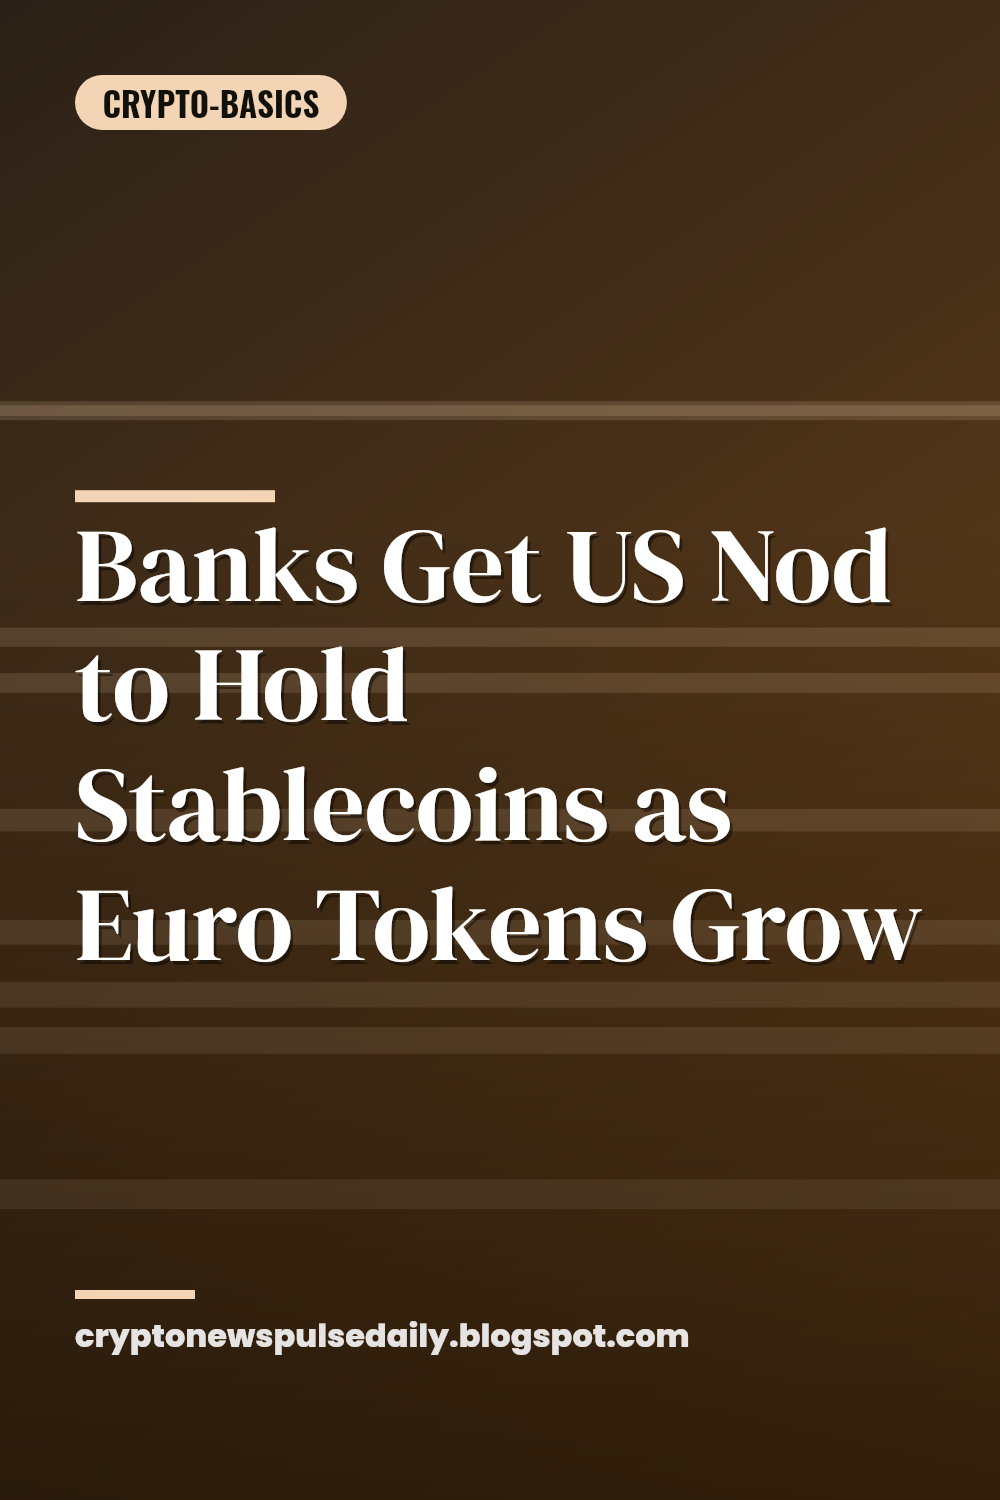 CRYPTO-BASICS
Banks Get US Nod
to Hold
Stablecoins as
Euro Tokens Grow
cryptonewspulsedaily.blogspot.com